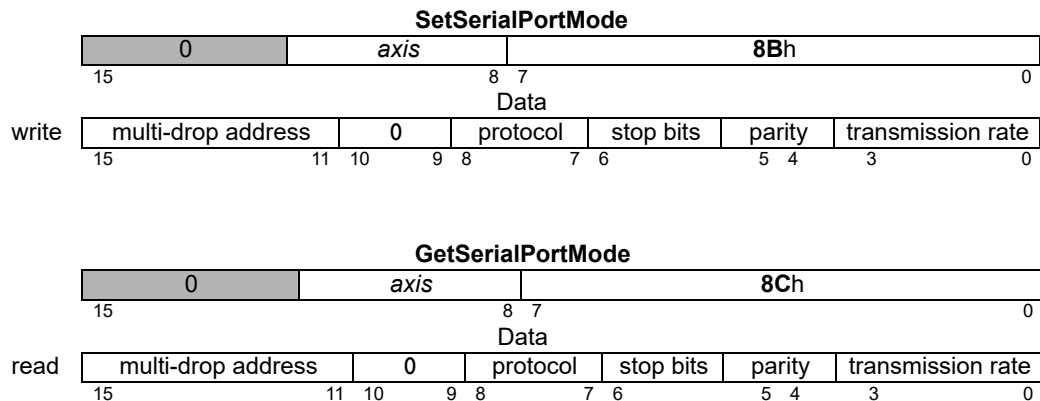 SetSerialPortMode
0 axis 8Bh
15 8 7 0
Data
write multi-drop address 0 protocol stop bits parity transmission rate
15 11 10 9 8 7 6 5 4 3 0
GetSerialPortMode
0 axis 8Ch
15 8 7 0
Data
read multi-drop address 0 protocol stop bits parity transmission rate
15 11 10 9 8 7 6 5 4 3 0